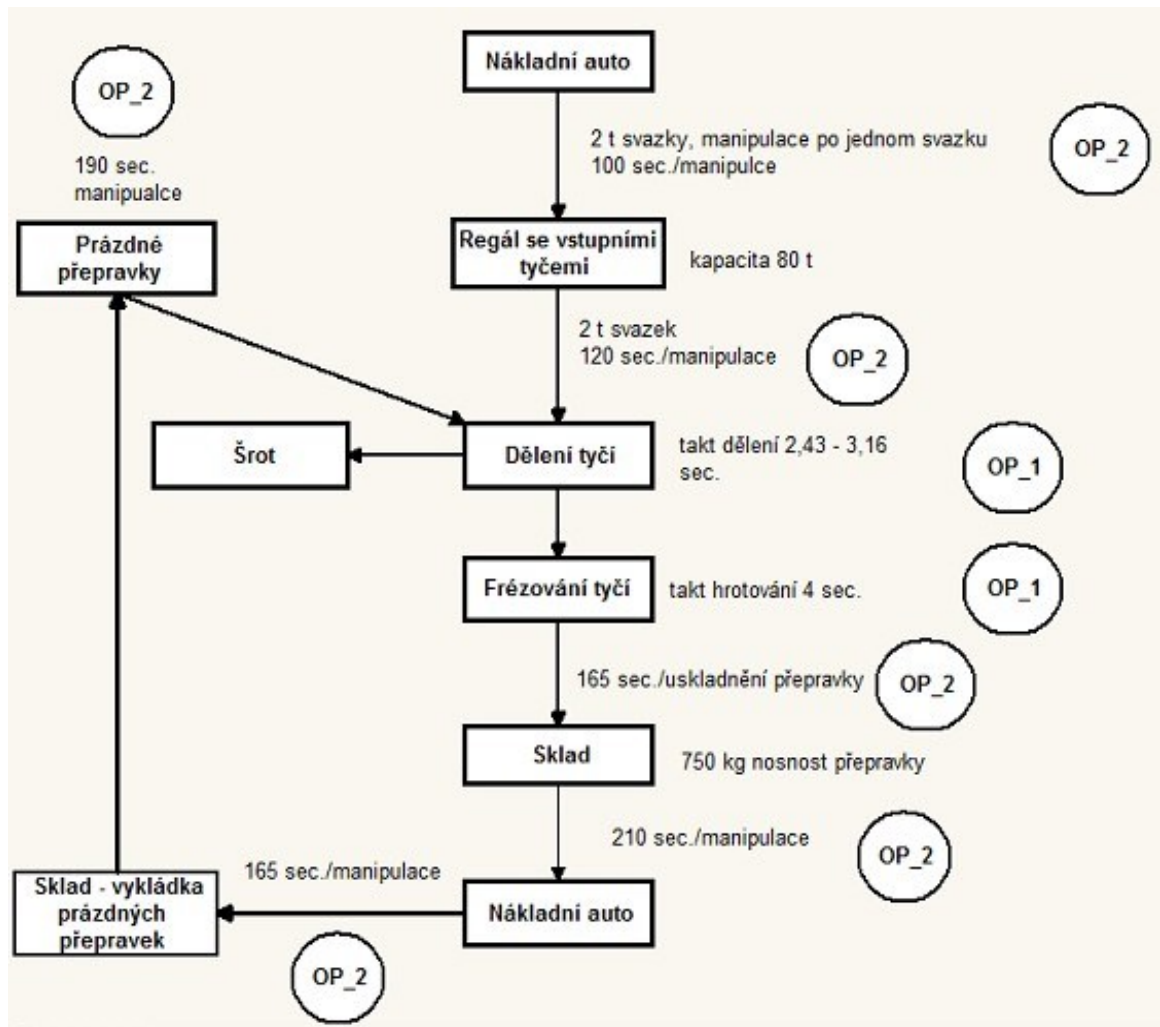 Nákladní auto
OP_2
2 t svazky, manipulace po jednom svazku
100 sec./manipulce
OP_2
190 sec.
manipualce
Prázdné
přepravky
Regál se vstupními
tyčemi
kapacita 80 t
2 t svazek
120 sec./manipulace
OP_2
Šrot
Dělení tyčí
takt dělení 2,43 - 3,16
sec.
OP_1
Frézování tyčí
takt hrotování 4 sec.
OP_1
165 sec./uskladnění přepravky
OP_2
Sklad
750 kg nosnost přepravky
210 sec./manipulace
OP_2
165 sec./manipulace
Sklad - vykládka
prázdných
přepravek
Nákladní auto
OP_2